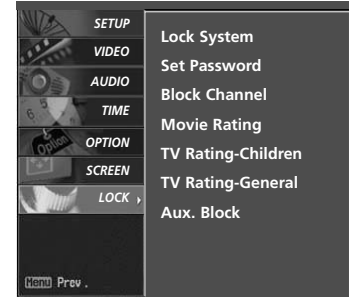 SETUP
VIDEO
AUDIO
TIME
OPTION
SCREEN
LOCK
Menu Prev.
Lock System
Set Password
Block Channel
Movie Rating
TV Rating-Children
TV Rating-General
Aux. Block